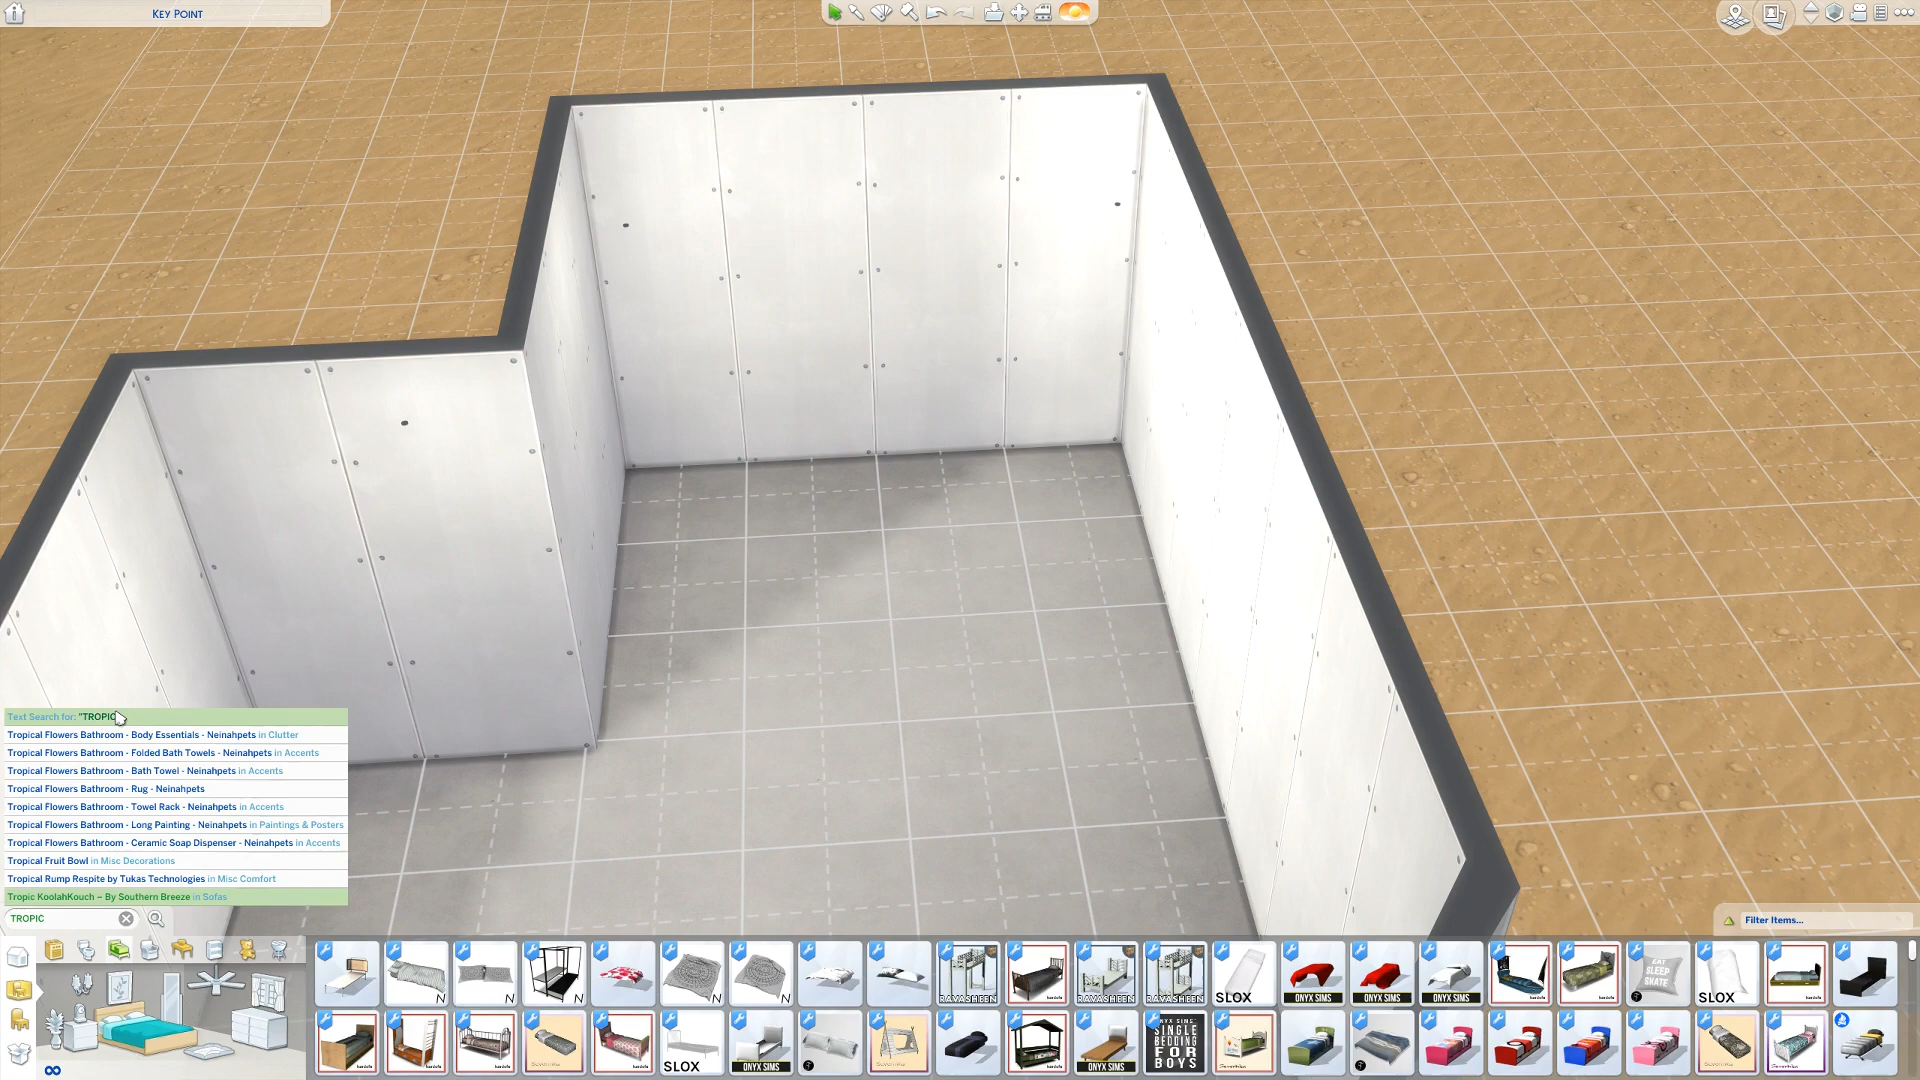 KEY POINT
Text Search for: "TROPIC
Tropical Flowers Bathroom - Body Essentials - Neinahpets in Clutter
Tropical Flowers Bathroom - Folded Bath Towels - Neinahpets in Accents
Tropical Flowers Bathroom - Bath Towel - Neinahpets in Accents
Tropical Flowers Bathroom - Rug - Neinahpets
Tropical Flowers Bathroom - Towel Rack - Neinahpets in Accents
Tropical Flowers Bathroom - Long Painting - Neinahpets in Paintings & Posters
Tropical Flowers Bathroom - Ceramic Soap Dispenser - Neinahpets in Accents
Tropical Fruit Bowl in Misc Decorations
Tropical Rump Respite by Tukas Technologies in Misc Comfort
Tropic KoolahKouch – By Southern Breeze in Sofas
TROPIC
Filter Items...
N
N
N
N
N
RAVASHEEN
RAVASHEEN
RAVASHEEN
SLOX
ONYX SIMS
ONYX SIMS
ONYX SIMS
EAT
SLEEP
SKATE
SLOX
SLOX
ONYX SIMS
ONYX SIMS
ONYX SIMS
SINGLE
BEDDING
FOR
BOYS